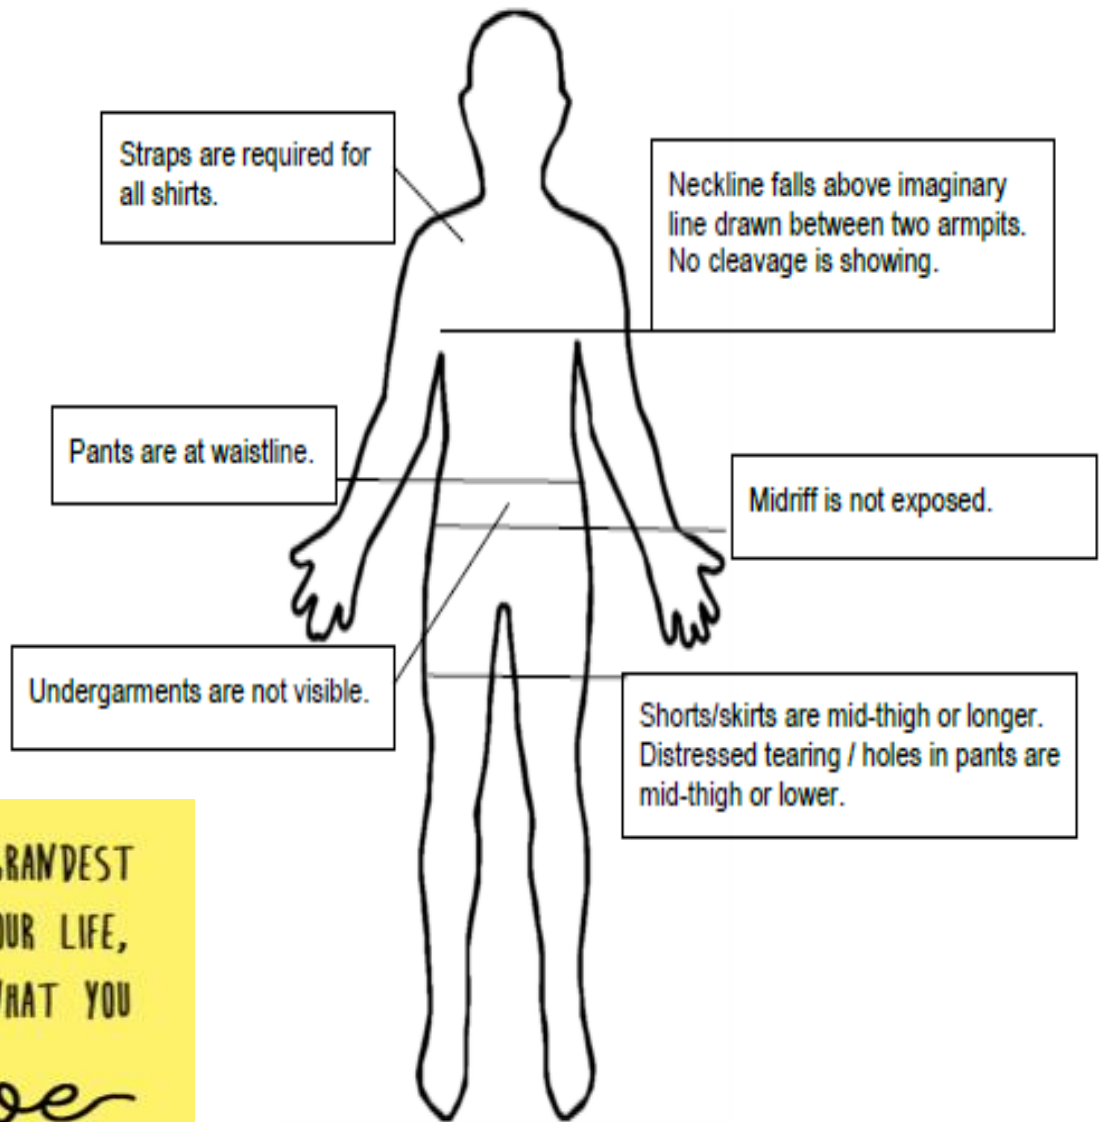 Straps are required for
all shirts.
Neckline falls above imaginary
line drawn between two armpits.
No cleavage is showing.
Pants are at waistline.
Midriff is not exposed.
Undergarments are not visible.
Shorts/skirts are mid-thigh or longer.
Distressed tearing / holes in pants are
mid-thigh or lower.
LIFE,
YOU